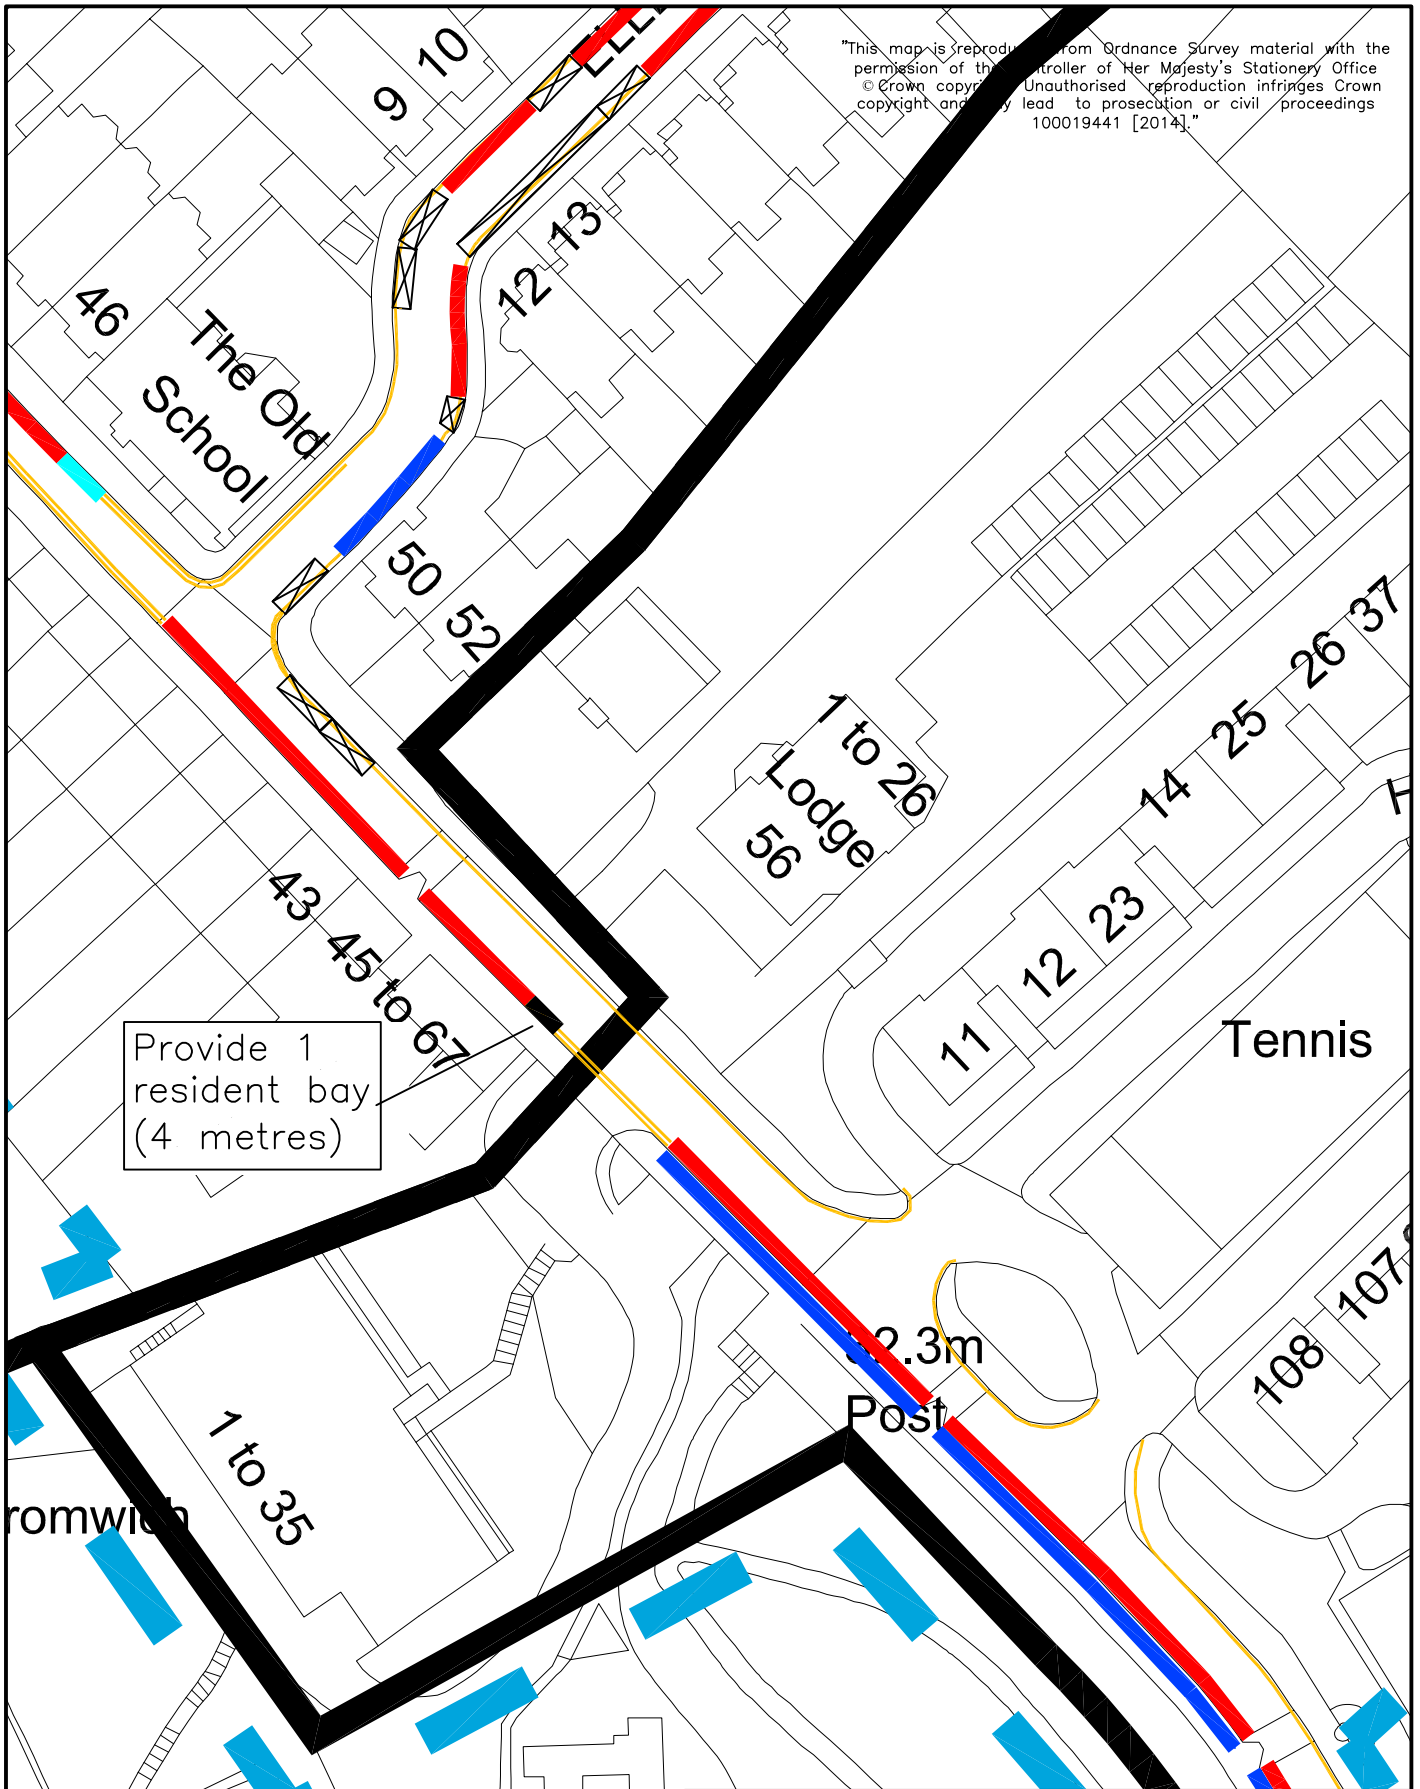 "This map is reprodu    from Ordnance Survey material with the
permission of th    troller of Her Majesty's Stationery Office
© Crown copyri    Unauthorised reproduction infringes Crown
copyright and    y lead to prosecution or civil proceedings
100019441 [2014]."
10
9
13
12
46
The Old
School
50
52
37
26
25
14
1 to 26
Lodge
56
23
12
11
43
45 to 67
Tennis
Provide 1
resident bay
(4 metres)
107
108
2.3m
Post
1 to 35
romwich